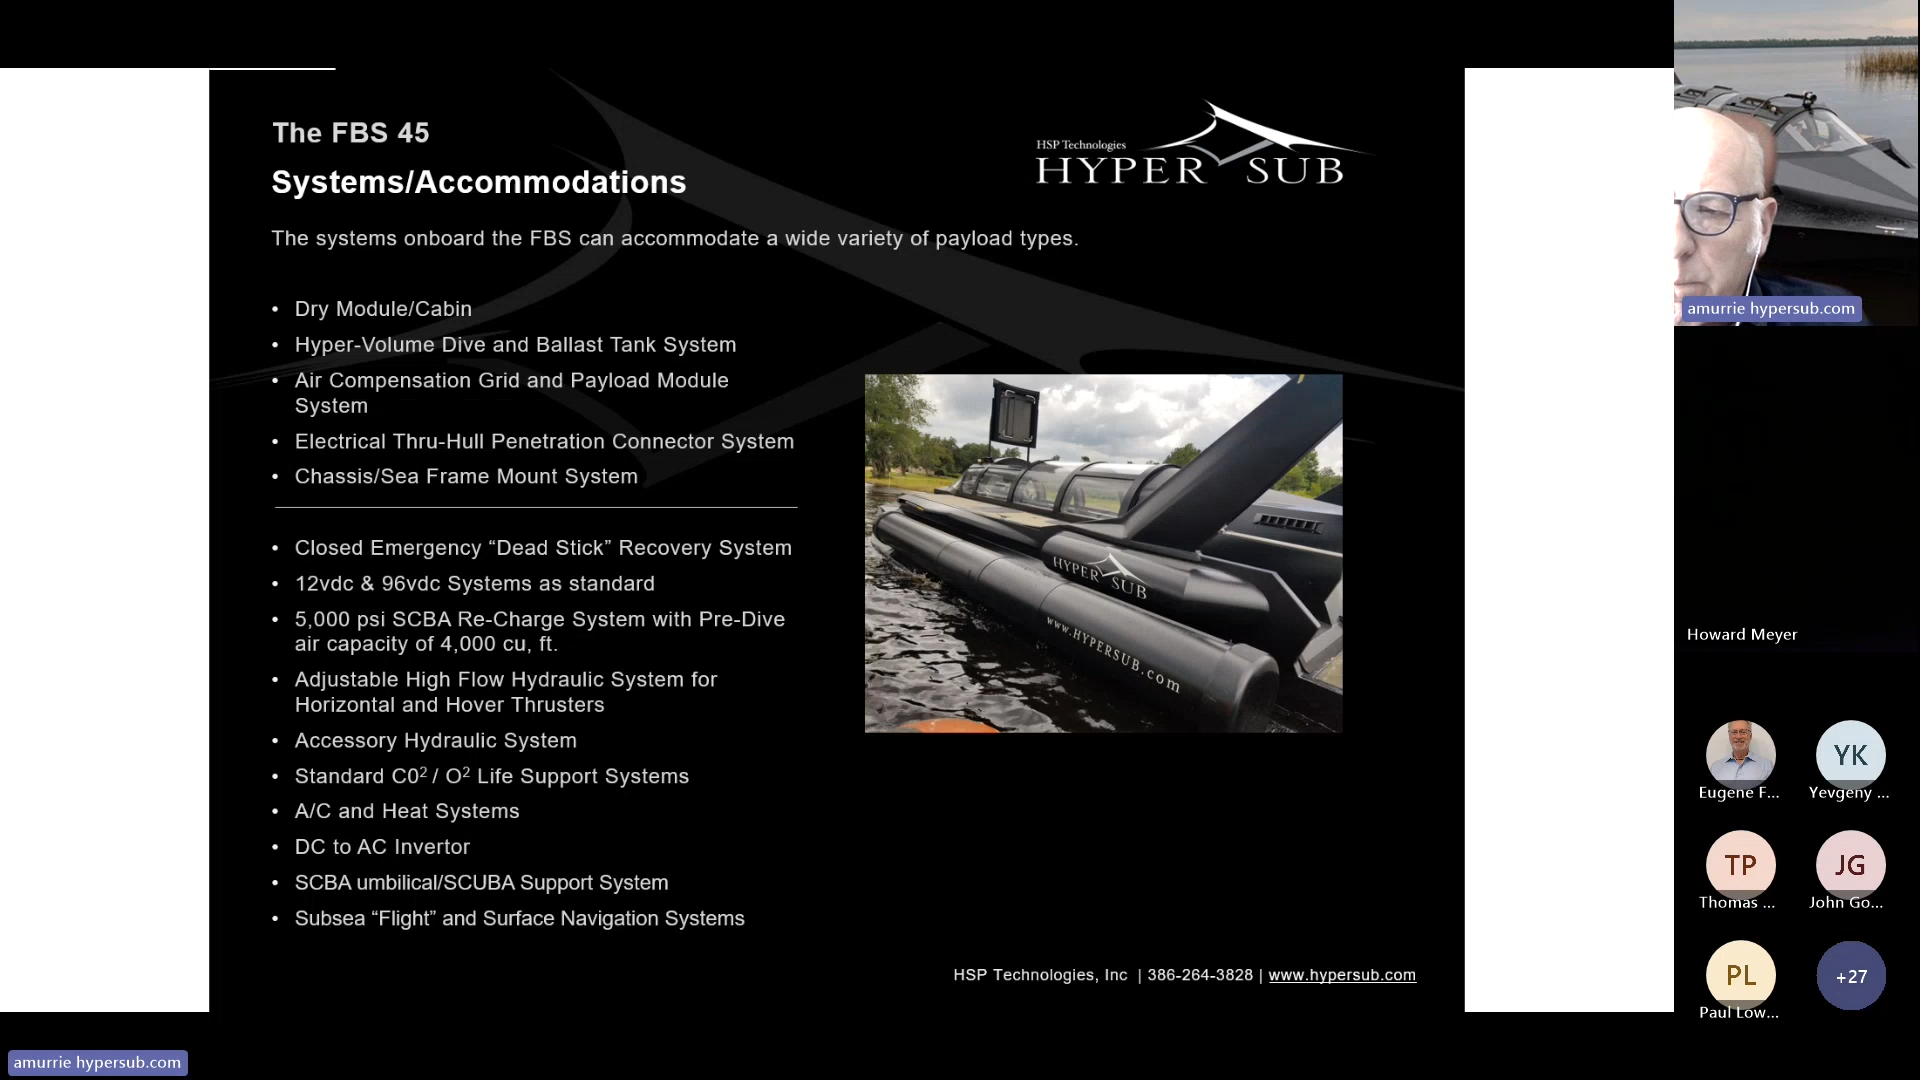 The FBS 45
Systems/Accommodations
HSP Technologies
HYPER SUB
The systems onboard the FBS can accommodate a wide variety of payload types.
• Dry Module/Cabin
• Hyper-Volume Dive and Ballast Tank System
• Air Compensation Grid and Payload Module
System
• Electrical Thru-Hull Penetration Connector System
• Chassis/Sea Frame Mount System
• Closed Emergency “Dead Stick” Recovery System
• 12vdc & 96vdc Systems as standard
• 5,000 psi SCBA Re-Charge System with Pre-Dive
air capacity of 4,000 cu, ft.
• Adjustable High Flow Hydraulic System for
Horizontal and Hover Thrusters
• Accessory Hydraulic System
• Standard C0² / O² Life Support Systems
• A/C and Heat Systems
• DC to AC Invertor
• SCBA umbilical/SCUBA Support System
• Subsea “Flight” and Surface Navigation Systems
HYPER SUB
www.HYPERSUB.com
HSP Technologies, Inc | 386-264-3828 | www.hypersub.com
amurrie hypersub.com
Howard Meyer
Eugene F...
YK
Yevgeny ...
TP
Thomas ...
JG
John Go...
PL
Paul Low...
+27
amurrie hypersub.com